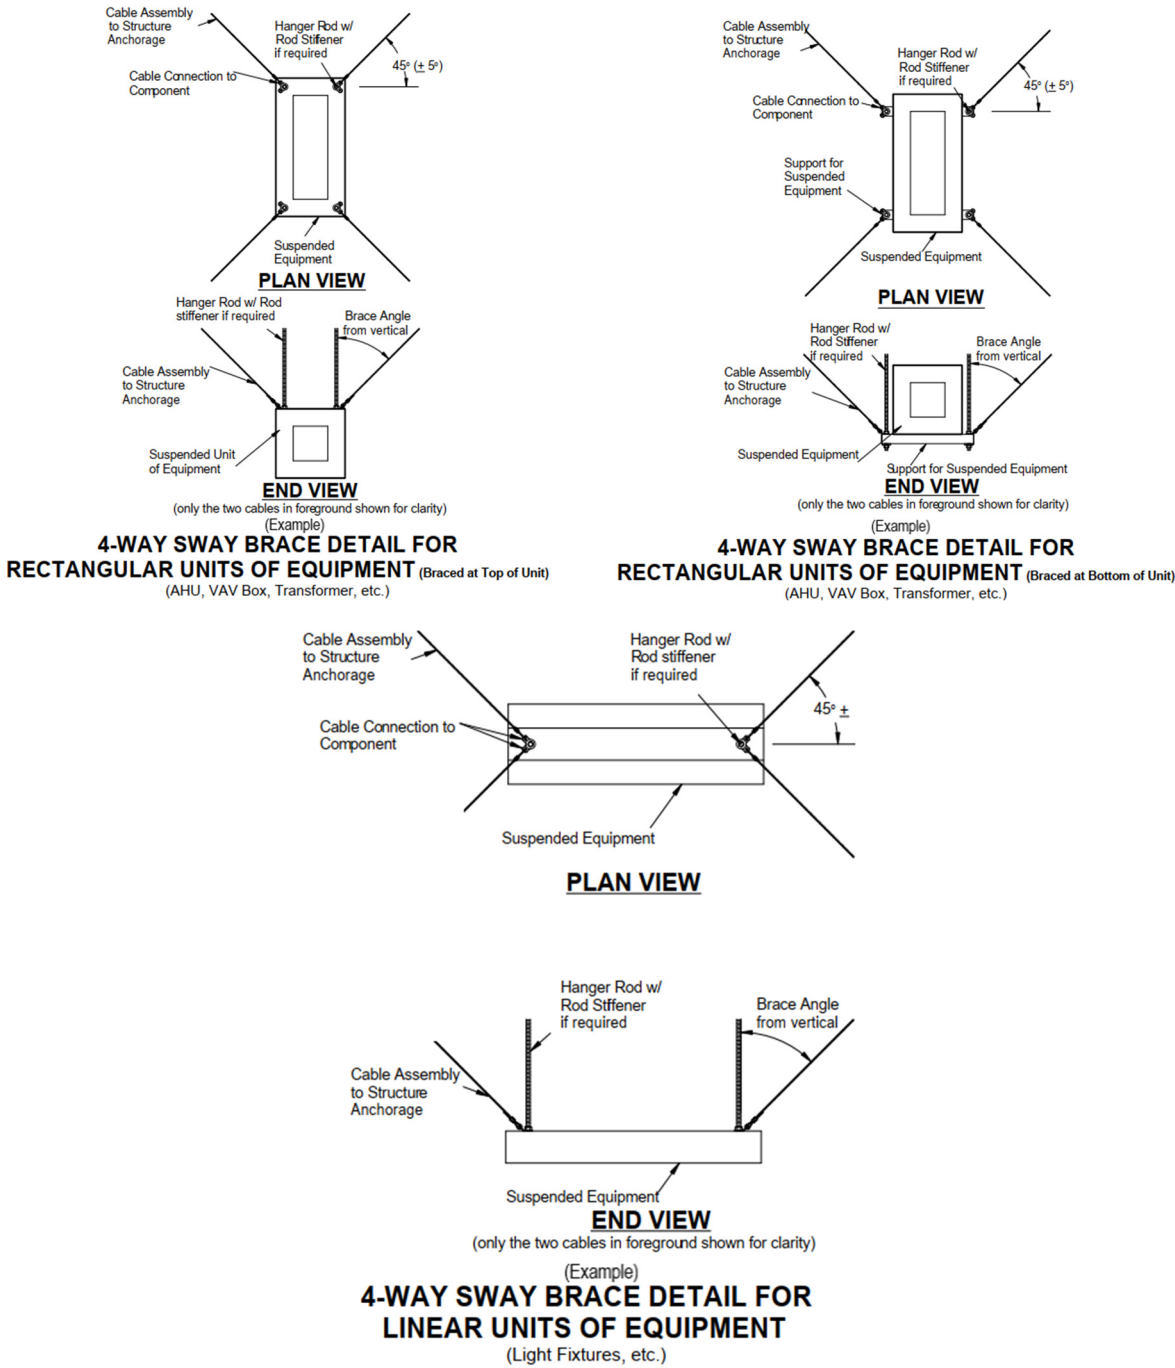 Cable Assembly
to Structure
Anchorage
Hanger Rod w/
Rod Stiffener
if required
45° (± 5°)
Cable Connection to
Component
Suspended
Equipment
PLAN VIEW
Hanger Rod w/ Rod
stiffener if required
Brace Angle
from vertical
Cable Assembly
to Structure
Anchorage
Suspended Unit
of Equipment
END VIEW
(only the two cables in foreground shown for clarity)
(Example)
4-WAY SWAY BRACE DETAIL FOR
RECTANGULAR UNITS OF EQUIPMENT (Braced at Top of Unit)
(AHU, VAV Box, Transformer, etc.)
Cable Assembly
to Structure
Anchorage
Hanger Rod w/
Rod Stiffener
if required
45° (± 5°)
Cable Connection to
Component
Support for
Suspended
Equipment
Suspended Equipment
PLAN VIEW
Hanger Rod w/
Rod Stiffener
if required
Brace Angle
from vertical
Cable Assembly
to Structure
Anchorage
Suspended Equipment
Support for Suspended Equipment
END VIEW
(only the two cables in foreground shown for clarity)
(Example)
4-WAY SWAY BRACE DETAIL FOR
RECTANGULAR UNITS OF EQUIPMENT (Braced at Bottom of Unit)
(AHU, VAV Box, Transformer, etc.)
Cable Assembly
to Structure
Anchorage
Hanger Rod w/
Rod stiffener
if required
45° ±
Cable Connection to
Component
Suspended Equipment
PLAN VIEW
Hanger Rod w/
Rod Stffener
if required
Brace Angle
from vertical
Cable Assembly
to Structure
Anchorage
Suspended Equipment
END VIEW
(only the two cables in foreground shown for clarity)
(Example)
4-WAY SWAY BRACE DETAIL FOR
LINEAR UNITS OF EQUIPMENT
(Light Fixtures, etc.)